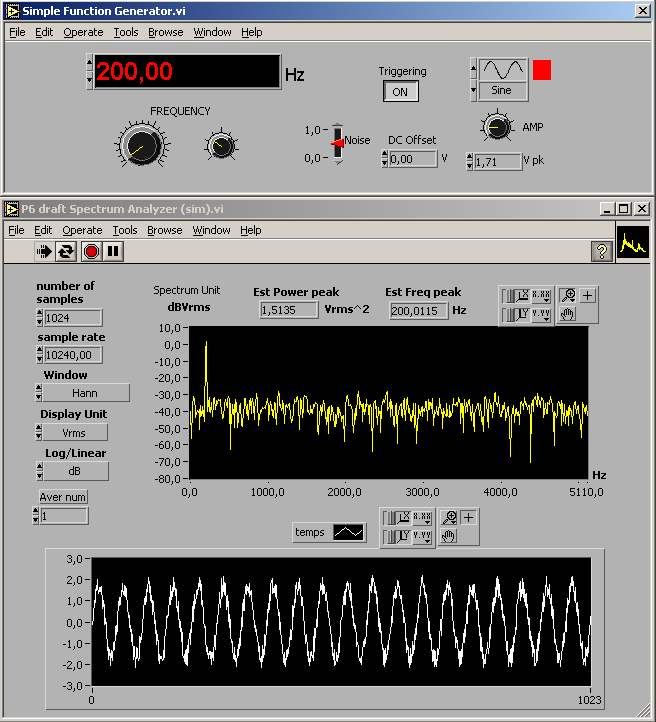 Simple Function Generator.vi
File Edit Operate Tools Browse Window Help
200,00 Hz
Triggering
ON
Sine
FREQUENCY
AMP
1,0
Noise
0,0
DC Offset
0,00 V
1,71 V pk
P6 draft Spectrum Analyzer (sim).vi
File Edit Operate Tools Browse Window Help
?
number of
samples
1024
sample rate
10240,00
Window
Hann
Display Unit
Vrms
Log/Linear
dB
Aver num
1
Spectrum Unit
dBVrms
Est Power peak
1,5135 Vrms^2
Est Freq peak
200,0115 Hz
X X.XX
Y Y.YY
10,0
0,0
-10,0
-20,0
-30,0
-40,0
-50,0
-60,0
-70,0
-80,0
0,0 1000,0 2000,0 3000,0 4000,0 5110,0
Hz
temps
X X.XX
Y Y.YY
3,0
2,0
1,0
0,0
-1,0
-2,0
-3,0
0 1023